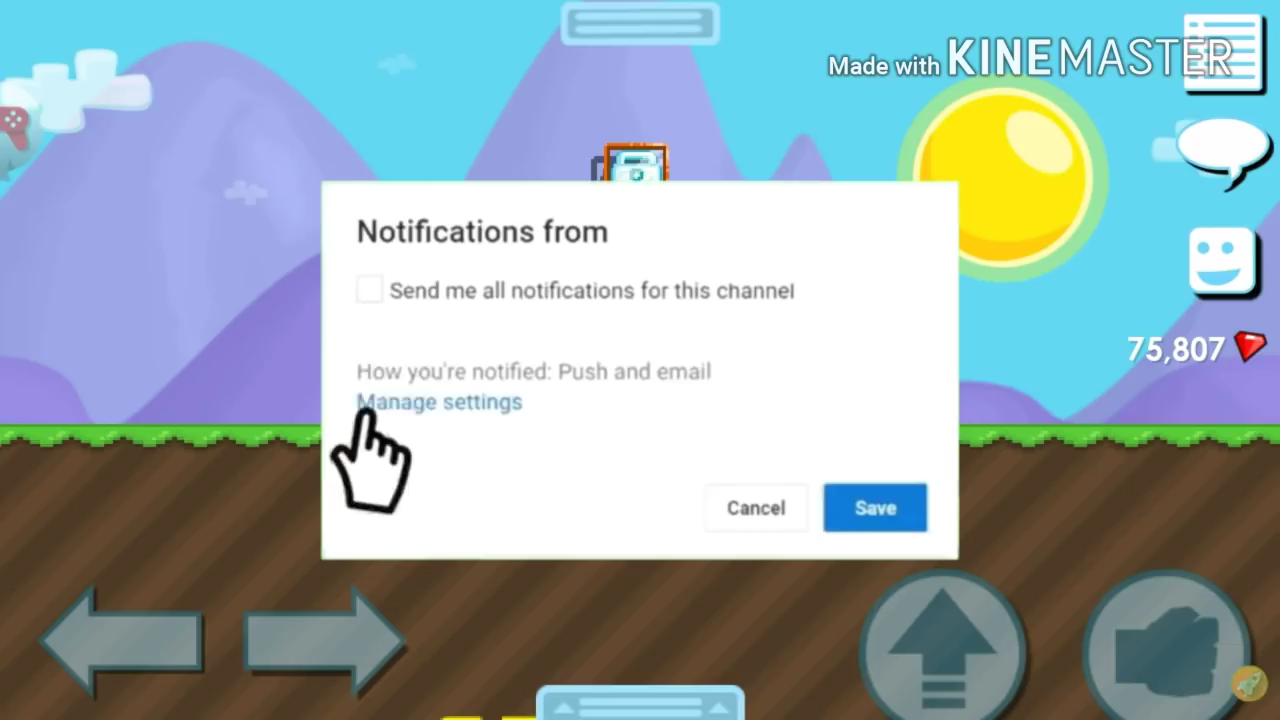 Made with KINEMASTER
Notifications from
Send me all notifications for this channel
75,807
How you're notified: Push and email
Manage settings
Cancel
Save